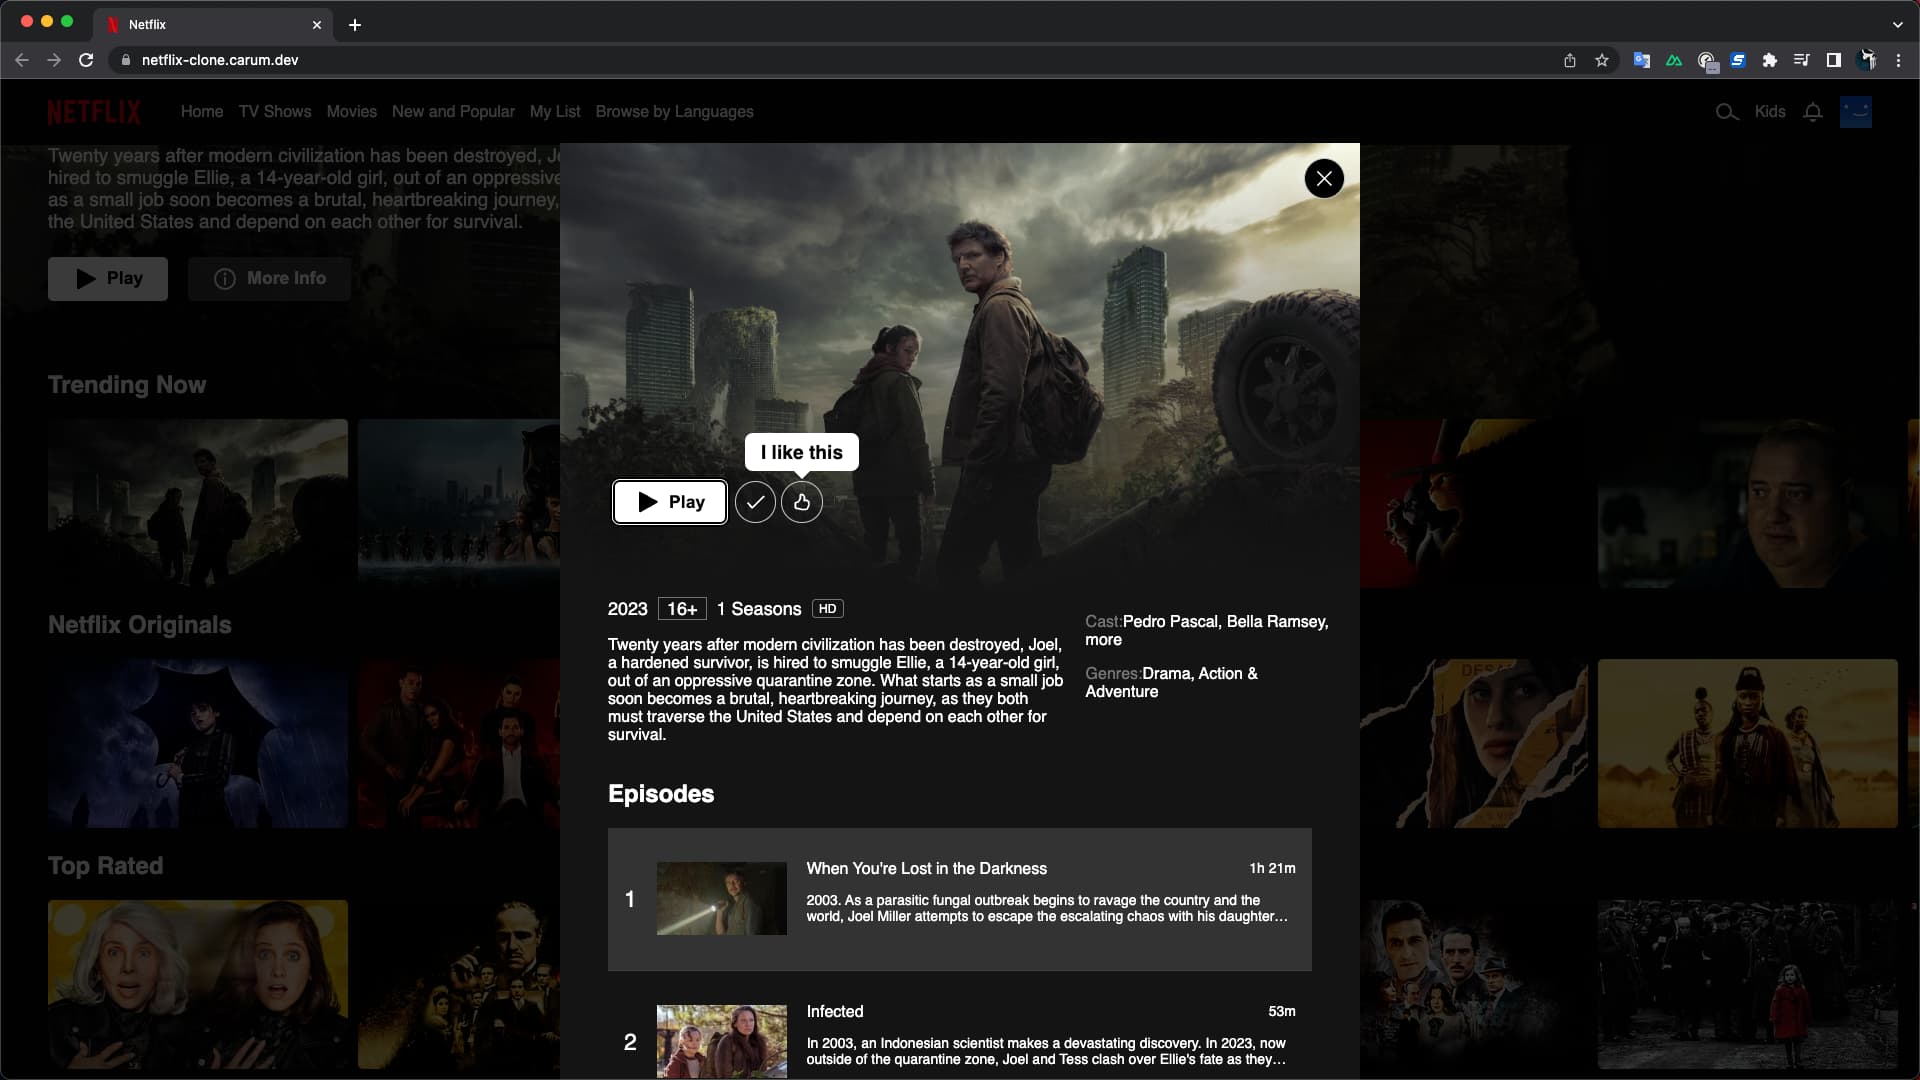 Netflix
netflix-clone.carum.dev
NETFLIX
Home
TV Shows
Movies
New and Popular
My List
Browse by Languages
Kids
Twenty years after modern civilization has been destroyed,
hired to smuggle Ellie, a 14-year-old girl, out of an oppressive
as a small job soon becomes a brutal, heartbreaking journey,
the United States and depend on each other for survival.
Play
More Info
I like this
Play
2023 16+ 1 Seasons HD
Twenty years after modern civilization has been destroyed, Joel,
a hardened survivor, is hired to smuggle Ellie, a 14-year-old girl,
out of an oppressive quarantine zone. What starts as a small job
soon becomes a brutal, heartbreaking journey, as they both
must traverse the United States and depend on each other for
survival.
Cast:Pedro Pascal, Bella Ramsey,
more
Genres:Drama, Action &
Adventure
Episodes
1
When You're Lost in the Darkness
1h 21m
2003. As a parasitic fungal outbreak begins to ravage the country and the
world, Joel Miller attempts to escape the escalating chaos with his daughter…
2
Infected
53m
In 2003, an Indonesian scientist makes a devastating discovery. In 2023, now
outside of the quarantine zone, Joel and Tess clash over Ellie's fate as they…
Trending Now
Netflix Originals
Top Rated